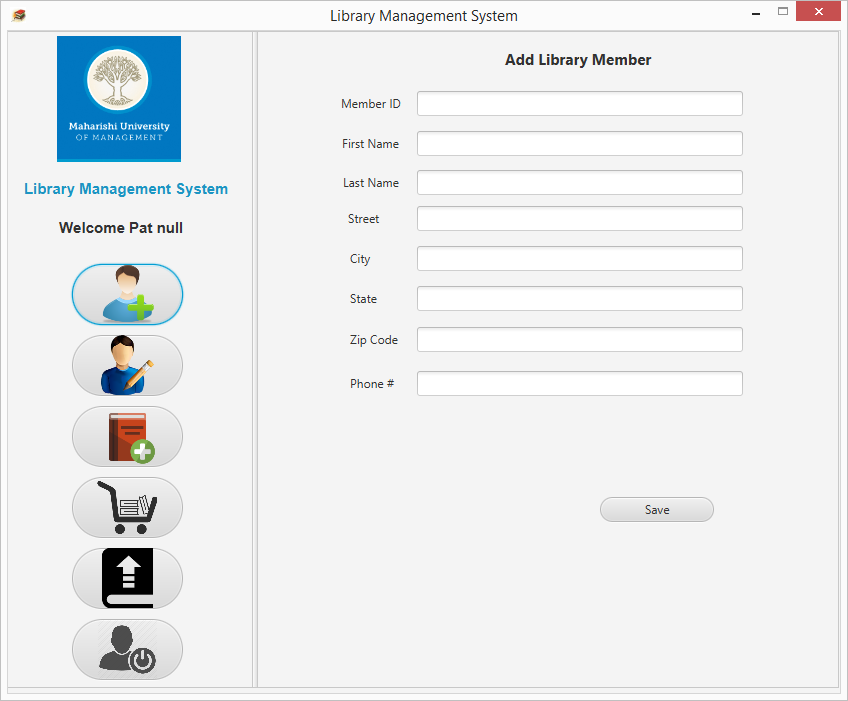 Library Management System
Maharishi University
OF MANAGEMENT
Library Management System
Welcome Pat null
Add Library Member
Member ID
First Name
Last Name
Street
City
State
Zip Code
Phone #
Save